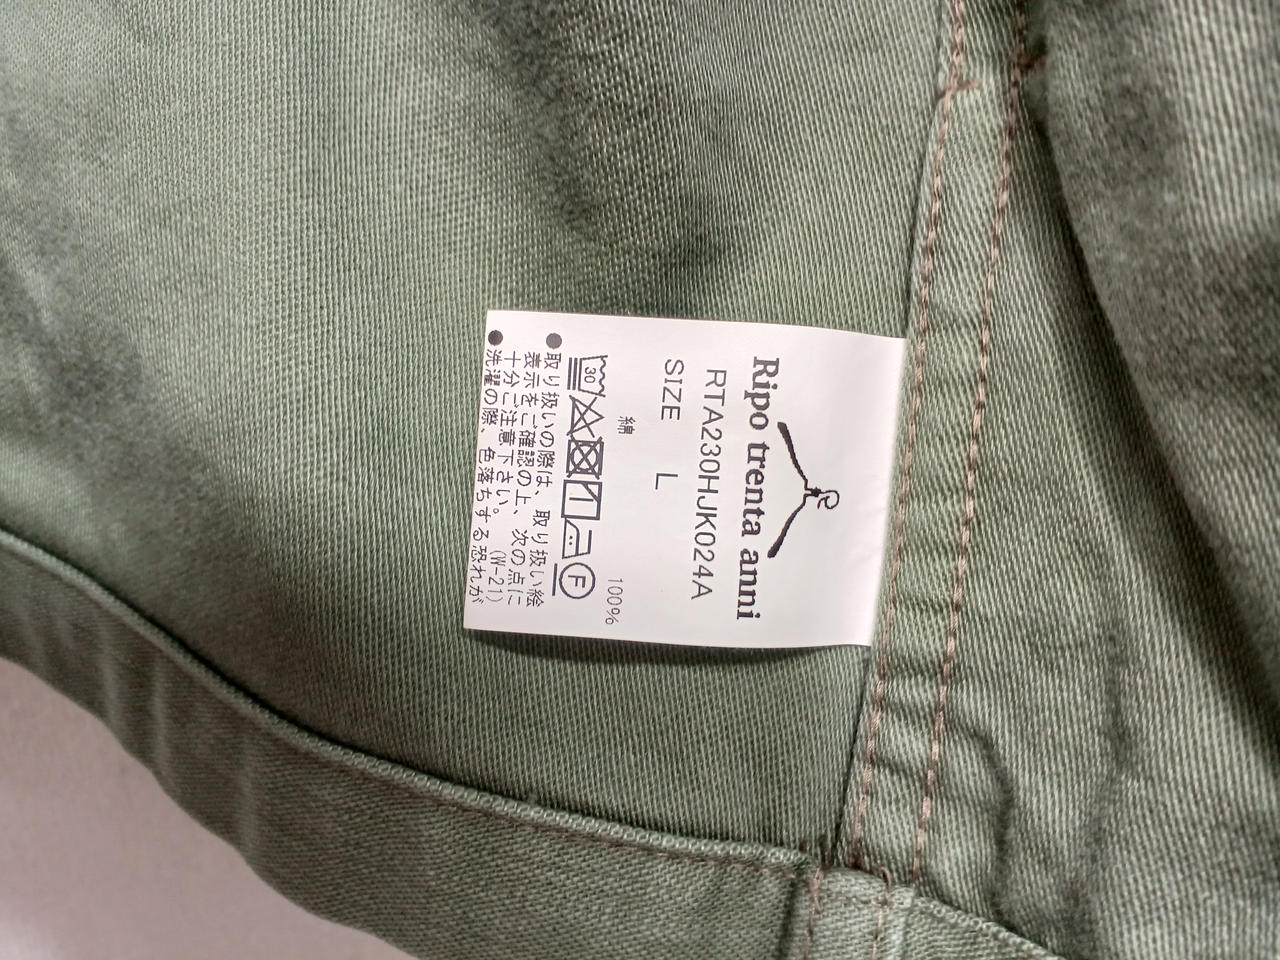 Ripo trenta anni
RTA230HJK024A
SIZE L
綿 100%
30
F
●取り扱いの際は、取り扱い絵
表示をご確認の上、次の点に
十分ご注意下さい。 (W-21)
●洗濯の際、色落ちする恐れが